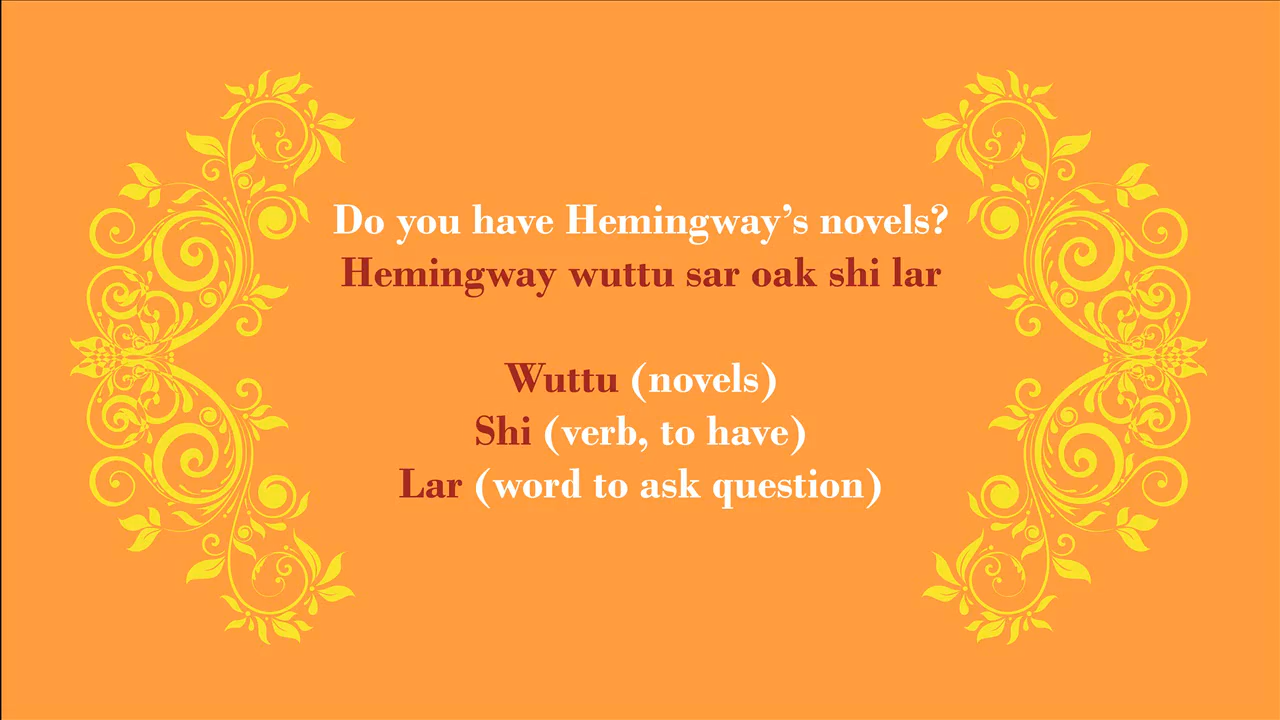 Do you have Hemingway’s novels?
Hemingway wuttu sar oak shi lar
Wuttu (novels)
Shi (verb, to have)
Lar (word to ask question)